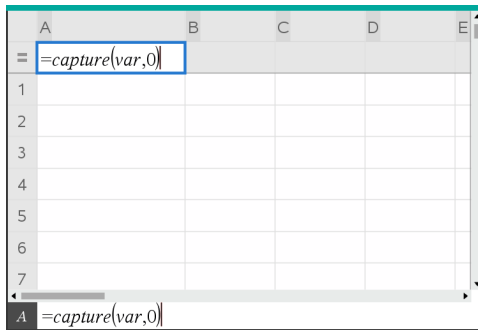 A B C D E
= =capture(var,0)
1
2
3
4
5
6
7
A =capture(var,0)